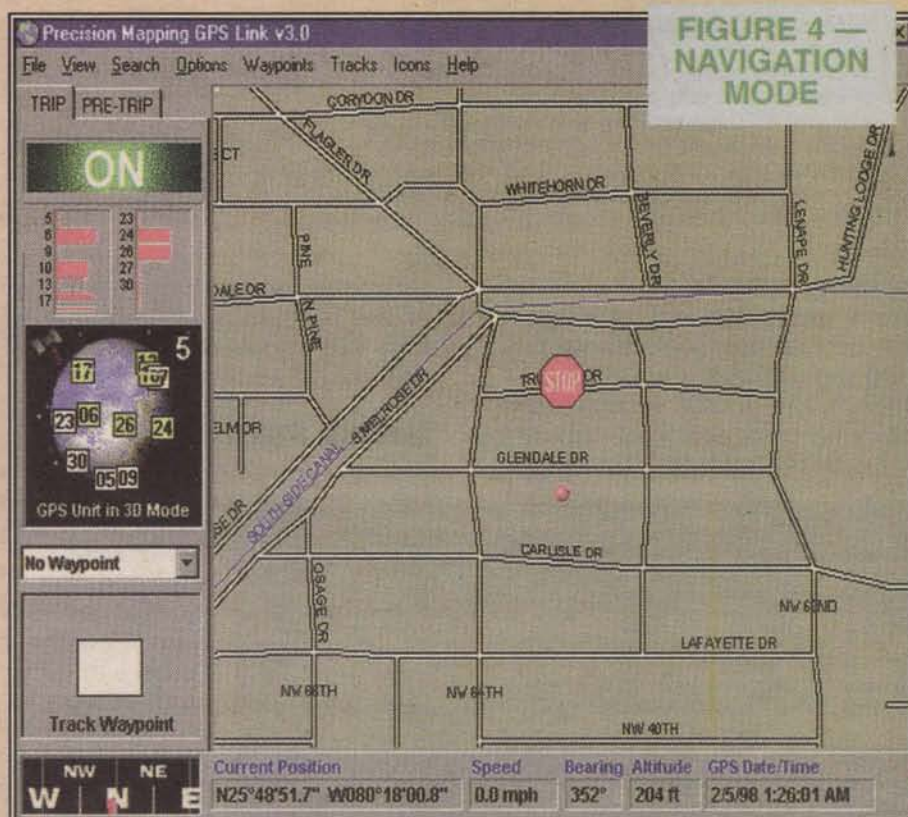 Precision Mapping GPS Link v3.0
FIGURE 4 —
NAVIGATION
MODE
File View Search Options Waypoints Tracks Icons Help
TRIP PRE-TRIP
ON
5
6
9
10
13
17
23
24
26
27
30
5
17
23
06
26
24
30
05
09
GPS Unit in 3D Mode
No Waypoint
Track Waypoint
NW NE
W N E
CORYDON DR
FLAGLER DR
WHITEHORN DR
BEVERLY DR
LENAPE DR
HUNTING LODGE DR
PINE
N PINE
DALE DR
STOP
DR
ELM DR
S MELROSE DR
SOUTH SIDE CANAL
GLENDALE DR
CARLISLE DR
OSAGE DR
LAFAYETTE DR
NW 66TH
NW 64TH
NW 40TH
Current Position
N25°48'51.7" W080°18'00.8"
Speed
0.0 mph
Bearing
352°
Altitude
204 ft
GPS Date/Time
2/5/98 1:26:01 AM